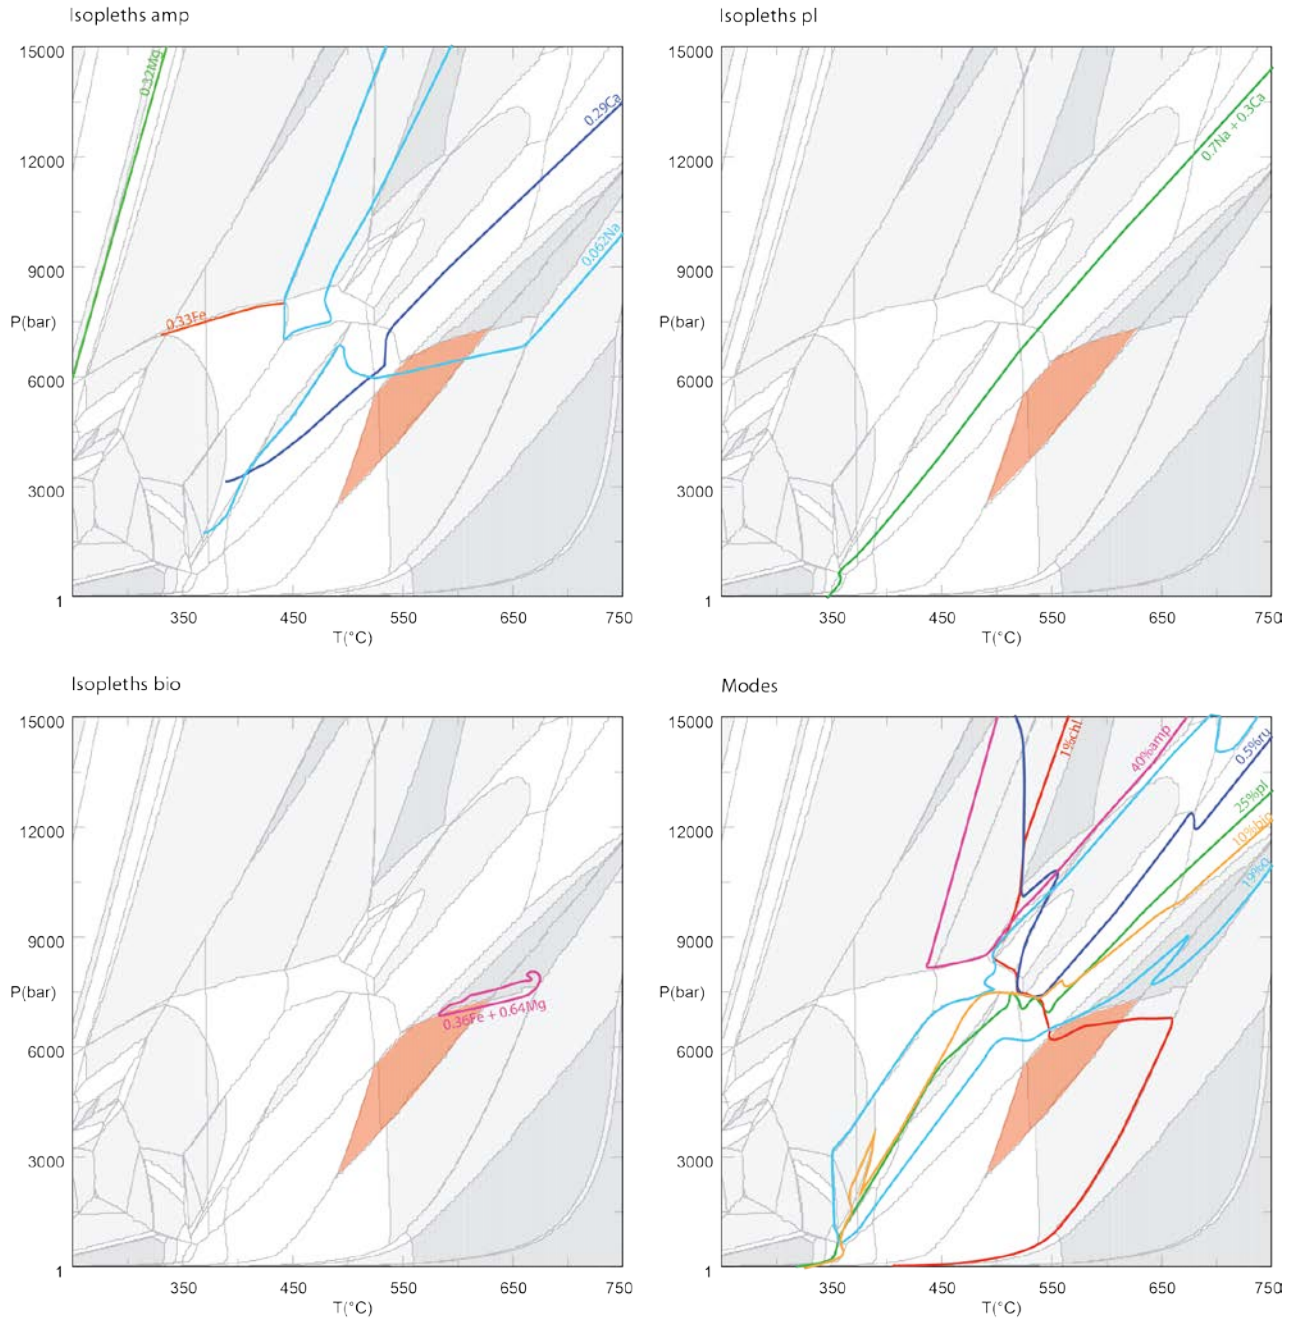 Isopleths amp
15000
12000
9000
P(bar)
6000
3000
1
350
450
550
650
750
T(°C)
0.32Mg
0.33Fe
0.29Ca
0.062Na
Isopleths pl
15000
12000
9000
P(bar)
6000
3000
1
350
450
550
650
750
T(°C)
0.7Na + 0.3Ca
Isopleths bio
15000
12000
9000
P(bar)
6000
3000
1
350
450
550
650
750
T(°C)
0.36Fe + 0.64Mg
Modes
15000
12000
9000
P(bar)
6000
3000
1
350
450
550
650
750
T(°C)
1%chl
40%amp
0.5%ru
25%pl
10%bio